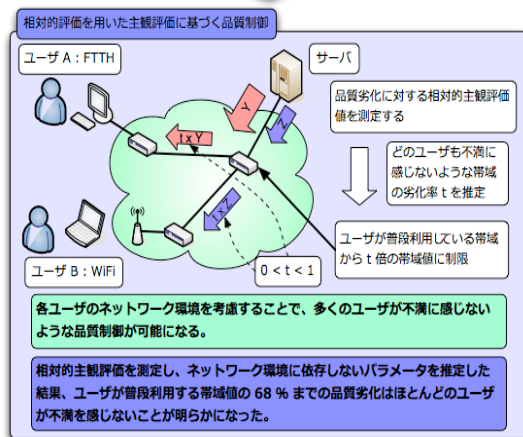 相対的評価を用いた主観評価に基づく品質制御
ユーザ A：FTTH
サーバ
Y
Z
t x Y
t x Z
品質劣化に対する相対的主観評価
値を測定する
どのユーザも不満に
感じないような帯域
の劣化率 t を推定
ユーザが普段利用している帯域
から t 倍の帯域値に制限
ユーザ B：WiFi
0 < t < 1
各ユーザのネットワーク環境を考慮することで、多くのユーザが不満に感じない
ような品質制御が可能になる。
相対的主観評価を測定し、ネットワーク環境に依存しないパラメータを推定した
結果、ユーザが普段利用する帯域値の 68 % までの品質劣化はほとんどのユーザ
が不満を感じないことが明らかになった。